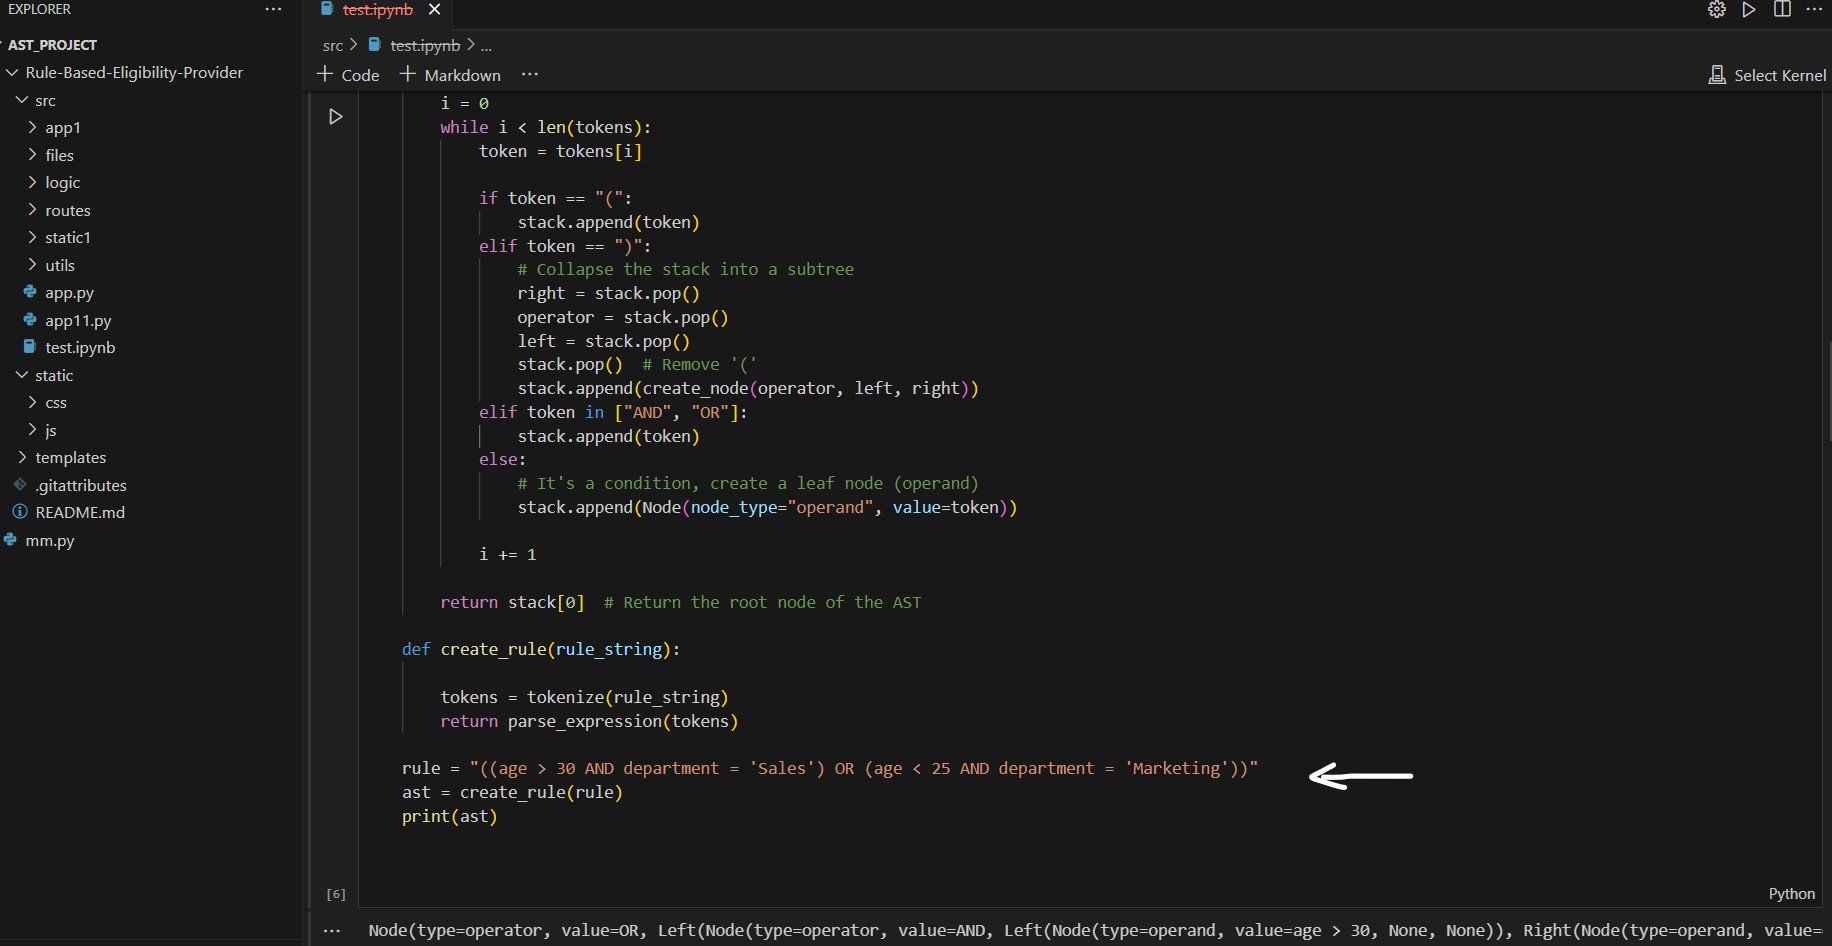 EXPLORER
···
test.ipynb
AST_PROJECT
Rule-Based-Eligibility-Provider
src
app1
files
logic
routes
static1
utils
app.py
app11.py
test.ipynb
static
css
js
templates
.gitattributes
README.md
mm.py
src > test.ipynb > ...
+ Code + Markdown ···
Select Kernel
i = 0
while i < len(tokens):
token = tokens[i]
if token == "(":
stack.append(token)
elif token == ")":
# Collapse the stack into a subtree
right = stack.pop()
operator = stack.pop()
left = stack.pop()
stack.pop()  # Remove '('
stack.append(create_node(operator, left, right))
elif token in ["AND", "OR"]:
stack.append(token)
else:
# It's a condition, create a leaf node (operand)
stack.append(Node(node_type="operand", value=token))
i += 1
return stack[0]  # Return the root node of the AST
def create_rule(rule_string):
tokens = tokenize(rule_string)
return parse_expression(tokens)
rule = "((age > 30 AND department = 'Sales') OR (age < 25 AND department = 'Marketing'))"
ast = create_rule(rule)
print(ast)
[6]
Python
··· Node(type=operator, value=OR, Left(Node(type=operator, value=AND, Left(Node(type=operand, value=age > 30, None, None)), Right(Node(type=operand, value=